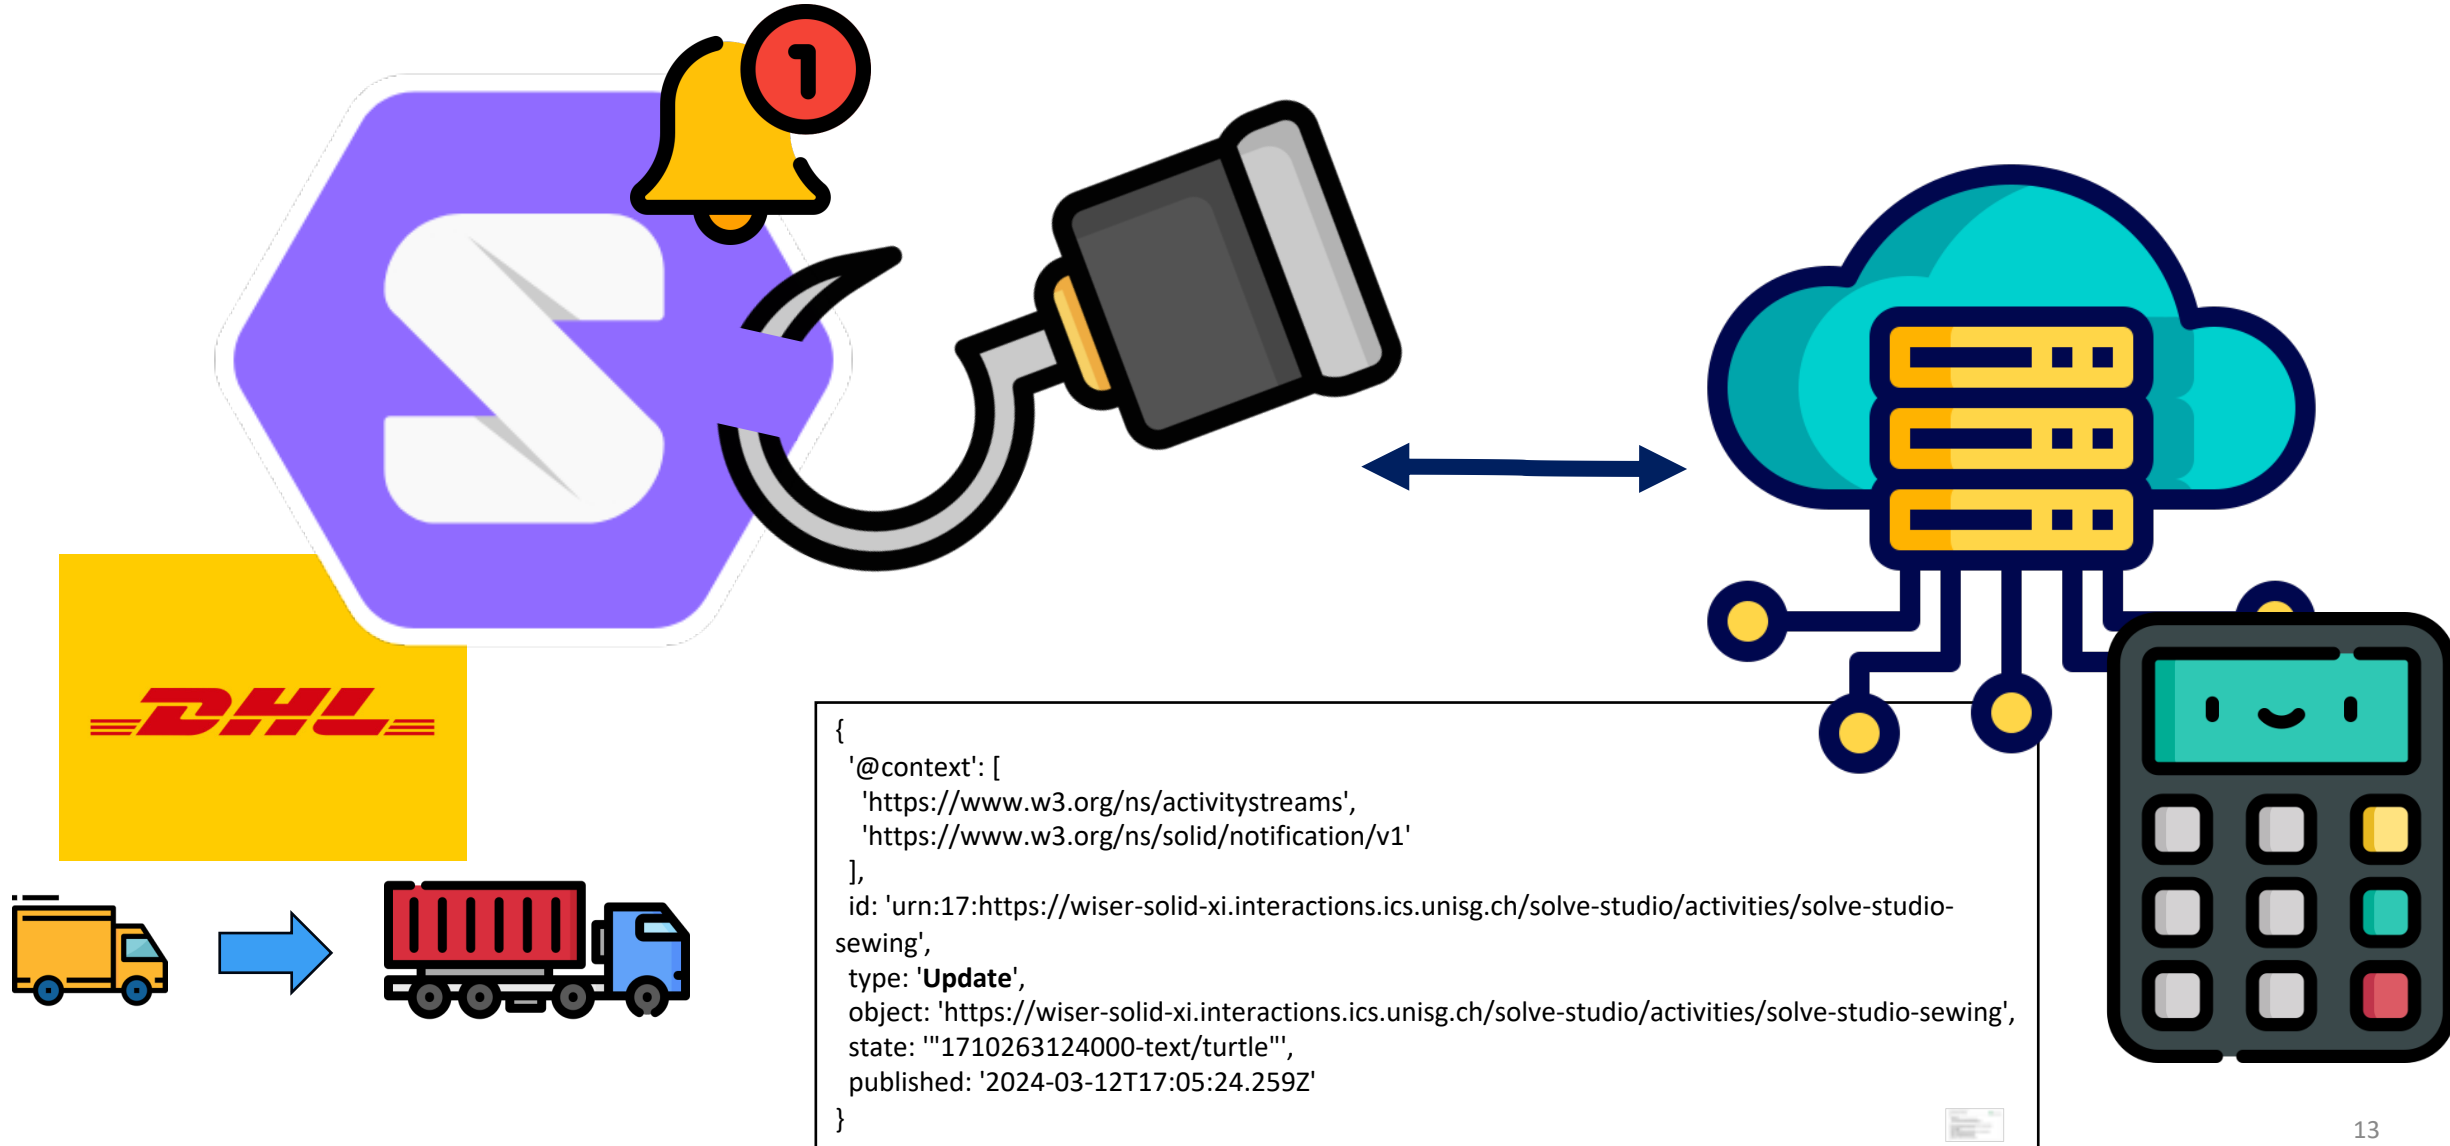 1
DHL
{
'@context': [
'https://www.w3.org/ns/activitystreams',
'https://www.w3.org/ns/solid/notification/v1'
],
id: 'urn:17:https://wiser-solid-xi.interactions.ics.unisg.ch/solve-studio/activities/solve-studio-
sewing',
type: 'Update',
object: 'https://wiser-solid-xi.interactions.ics.unisg.ch/solve-studio/activities/solve-studio-sewing',
state: '"1710263124000-text/turtle"',
published: '2024-03-12T17:05:24.259Z'
}
13